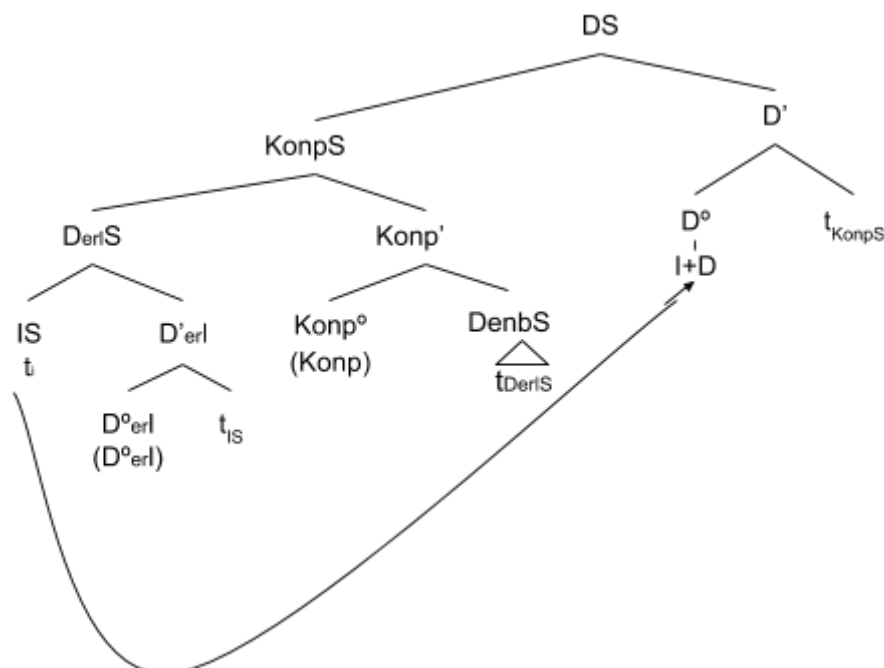 DS
D’
KonpS
DerlS Konp’ Dº tKonpS
I+D
IS D’erl Konpº DenbS
ti (Konp) tDerlS
Dºerl tIS
(Dºerl)